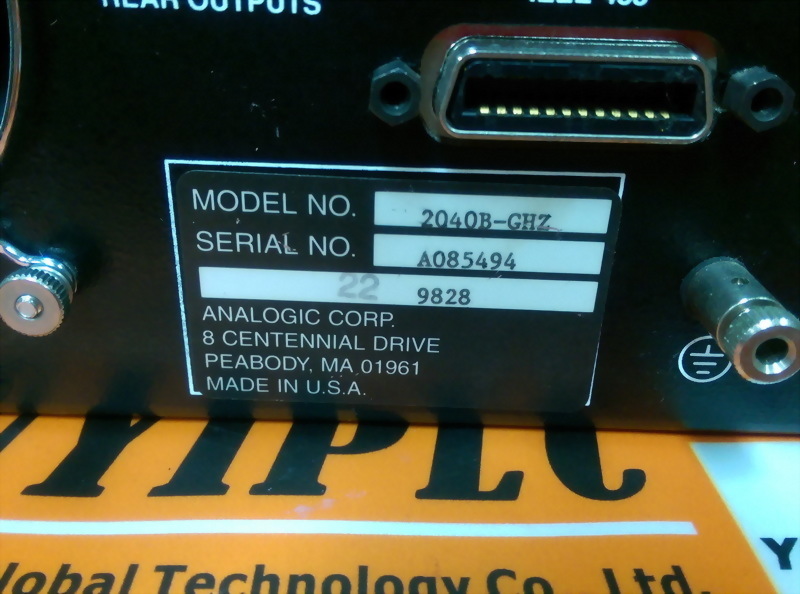 REAR OUTPUTS
MODEL NO. 2040B-GHZ
SERIAL NO. A085494
22 9828
ANALOGIC CORP.
8 CENTENNIAL DRIVE
PEABODY, MA 01961
MADE IN U.S.A.
YIPLC
lobal Technology Co., Ltd.
Y